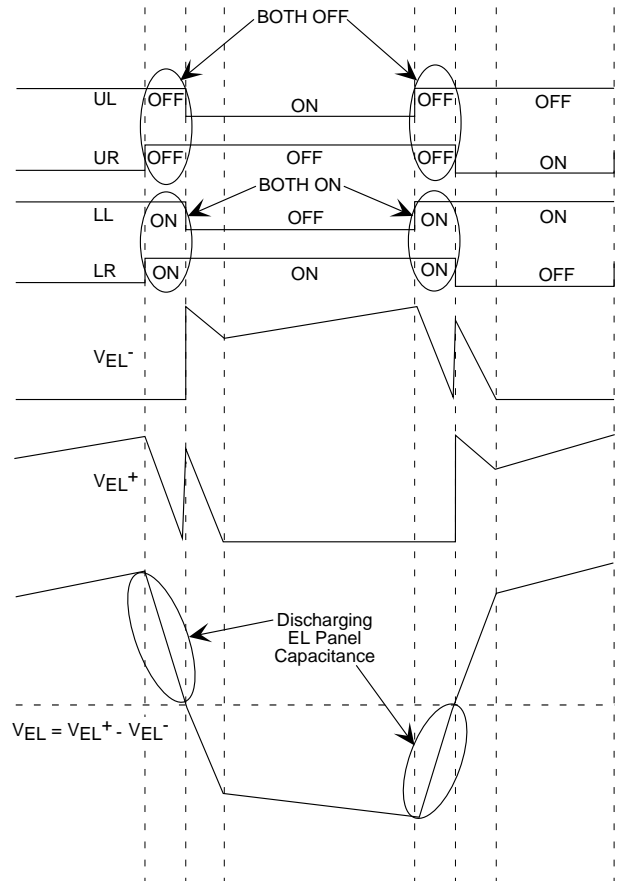 BOTH OFF
UL OFF ON OFF OFF
UR OFF OFF OFF ON
BOTH ON
LL ON OFF ON ON
LR ON ON ON OFF
VEL-
VEL+
Discharging
EL Panel
Capacitance
VEL = VEL+ - VEL-